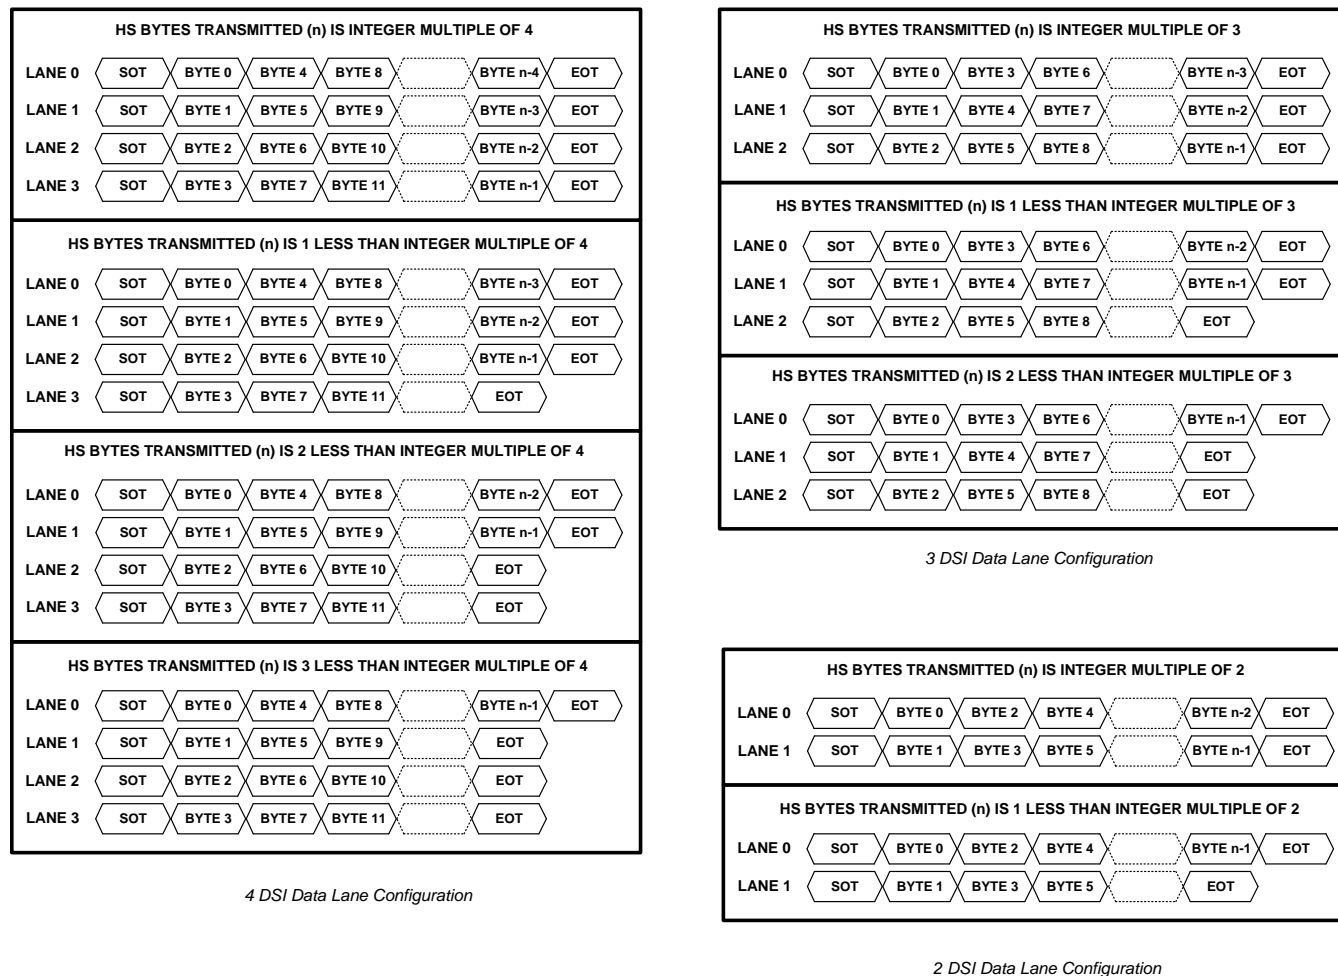 HS BYTES TRANSMITTED (n) IS INTEGER MULTIPLE OF 4
LANE 0 SOT BYTE 0 BYTE 4 BYTE 8 BYTE n-4 EOT
LANE 1 SOT BYTE 1 BYTE 5 BYTE 9 BYTE n-3 EOT
LANE 2 SOT BYTE 2 BYTE 6 BYTE 10 BYTE n-2 EOT
LANE 3 SOT BYTE 3 BYTE 7 BYTE 11 BYTE n-1 EOT
HS BYTES TRANSMITTED (n) IS 1 LESS THAN INTEGER MULTIPLE OF 4
LANE 0 SOT BYTE 0 BYTE 4 BYTE 8 BYTE n-3 EOT
LANE 1 SOT BYTE 1 BYTE 5 BYTE 9 BYTE n-2 EOT
LANE 2 SOT BYTE 2 BYTE 6 BYTE 10 BYTE n-1 EOT
LANE 3 SOT BYTE 3 BYTE 7 BYTE 11 EOT
HS BYTES TRANSMITTED (n) IS 2 LESS THAN INTEGER MULTIPLE OF 4
LANE 0 SOT BYTE 0 BYTE 4 BYTE 8 BYTE n-2 EOT
LANE 1 SOT BYTE 1 BYTE 5 BYTE 9 BYTE n-1 EOT
LANE 2 SOT BYTE 2 BYTE 6 BYTE 10 EOT
LANE 3 SOT BYTE 3 BYTE 7 BYTE 11 EOT
HS BYTES TRANSMITTED (n) IS 3 LESS THAN INTEGER MULTIPLE OF 4
LANE 0 SOT BYTE 0 BYTE 4 BYTE 8 BYTE n-1 EOT
LANE 1 SOT BYTE 1 BYTE 5 BYTE 9 EOT
LANE 2 SOT BYTE 2 BYTE 6 BYTE 10 EOT
LANE 3 SOT BYTE 3 BYTE 7 BYTE 11 EOT
4 DSI Data Lane Configuration
HS BYTES TRANSMITTED (n) IS INTEGER MULTIPLE OF 3
LANE 0 SOT BYTE 0 BYTE 3 BYTE 6 BYTE n-3 EOT
LANE 1 SOT BYTE 1 BYTE 4 BYTE 7 BYTE n-2 EOT
LANE 2 SOT BYTE 2 BYTE 5 BYTE 8 BYTE n-1 EOT
HS BYTES TRANSMITTED (n) IS 1 LESS THAN INTEGER MULTIPLE OF 3
LANE 0 SOT BYTE 0 BYTE 3 BYTE 6 BYTE n-2 EOT
LANE 1 SOT BYTE 1 BYTE 4 BYTE 7 BYTE n-1 EOT
LANE 2 SOT BYTE 2 BYTE 5 BYTE 8 EOT
HS BYTES TRANSMITTED (n) IS 2 LESS THAN INTEGER MULTIPLE OF 3
LANE 0 SOT BYTE 0 BYTE 3 BYTE 6 BYTE n-1 EOT
LANE 1 SOT BYTE 1 BYTE 4 BYTE 7 EOT
LANE 2 SOT BYTE 2 BYTE 5 BYTE 8 EOT
3 DSI Data Lane Configuration
HS BYTES TRANSMITTED (n) IS INTEGER MULTIPLE OF 2
LANE 0 SOT BYTE 0 BYTE 2 BYTE 4 BYTE n-2 EOT
LANE 1 SOT BYTE 1 BYTE 3 BYTE 5 BYTE n-1 EOT
HS BYTES TRANSMITTED (n) IS 1 LESS THAN INTEGER MULTIPLE OF 2
LANE 0 SOT BYTE 0 BYTE 2 BYTE 4 BYTE n-1 EOT
LANE 1 SOT BYTE 1 BYTE 3 BYTE 5 EOT
2 DSI Data Lane Configuration